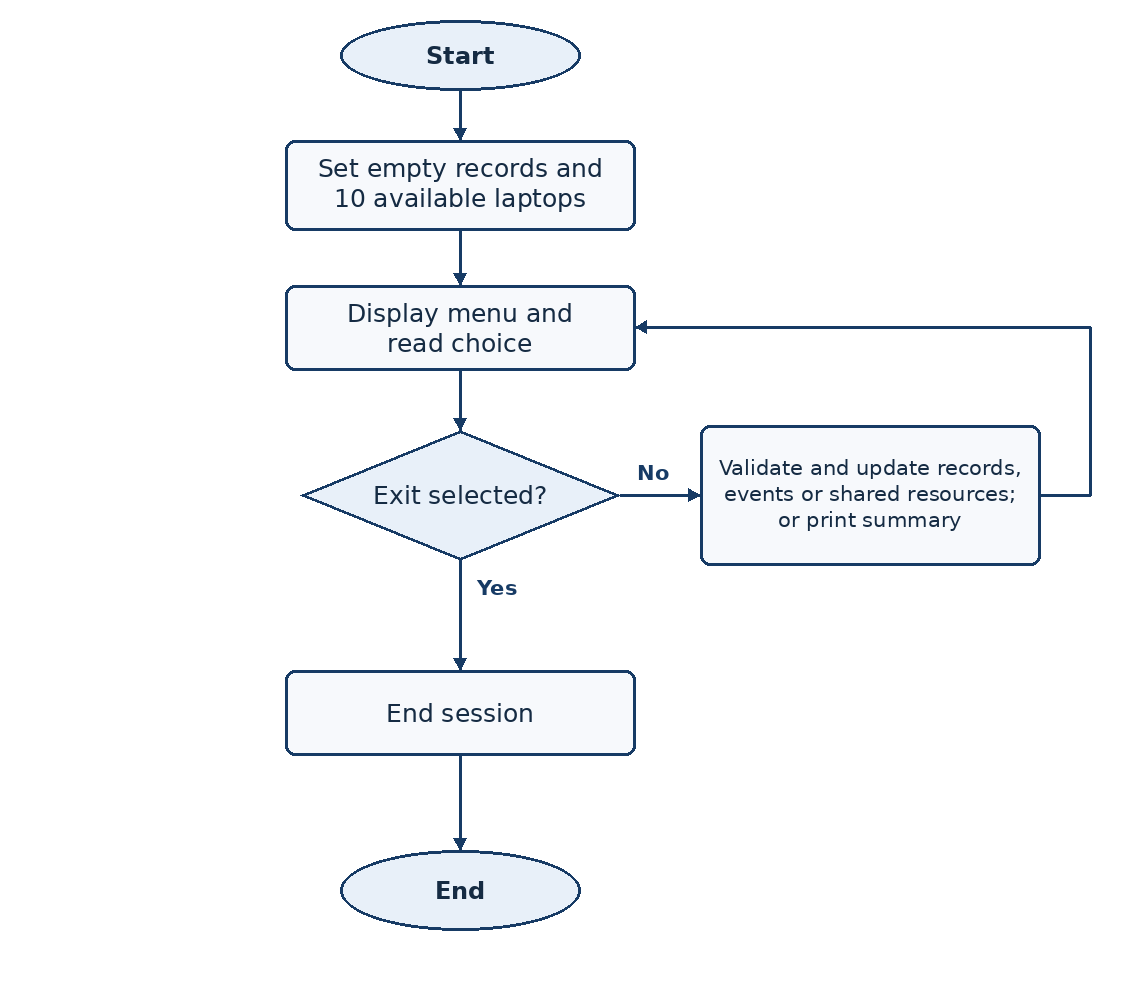 Start
Set empty records and
10 available laptops
Display menu and
read choice
Exit selected?
No
Validate and update records,
events or shared resources;
or print summary
Yes
End session
End